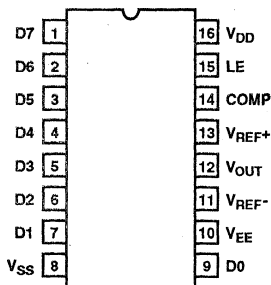 D7 1 16 VDD
D6 2 15 LE
D5 3 14 COMP
D4 4 13 VREF+
D3 5 12 VOUT
D2 6 11 VREF-
D1 7 10 VEE
VSS 8 9 D0